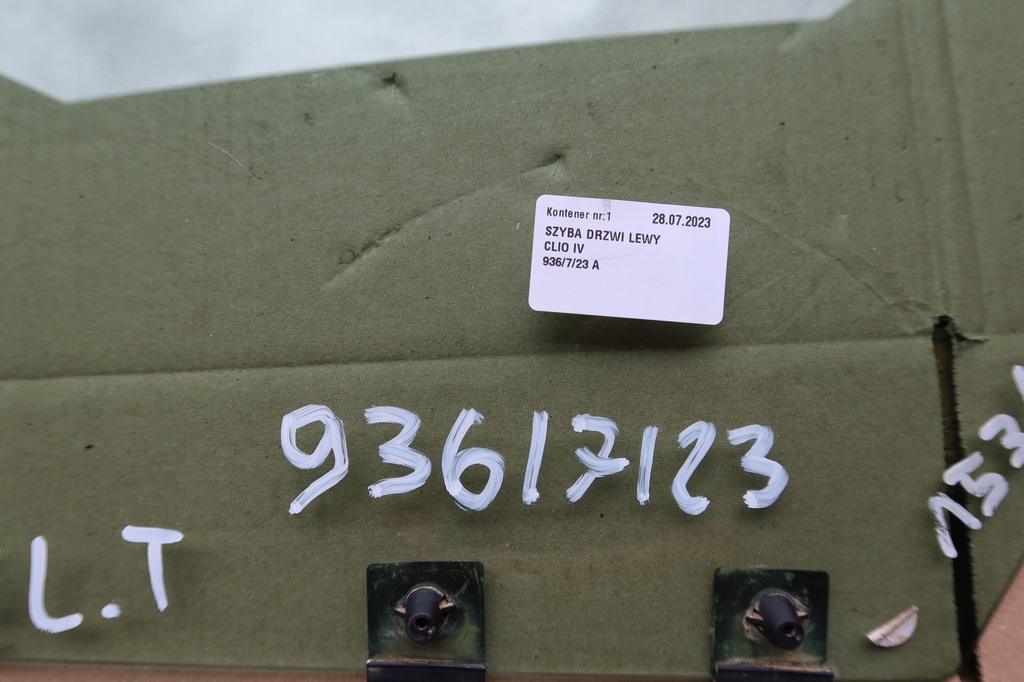 Kontener nr:1 28.07.2023
SZYBA DRZWI LEWY
CLIO IV
936/7/23 A
936/7/23
L.T